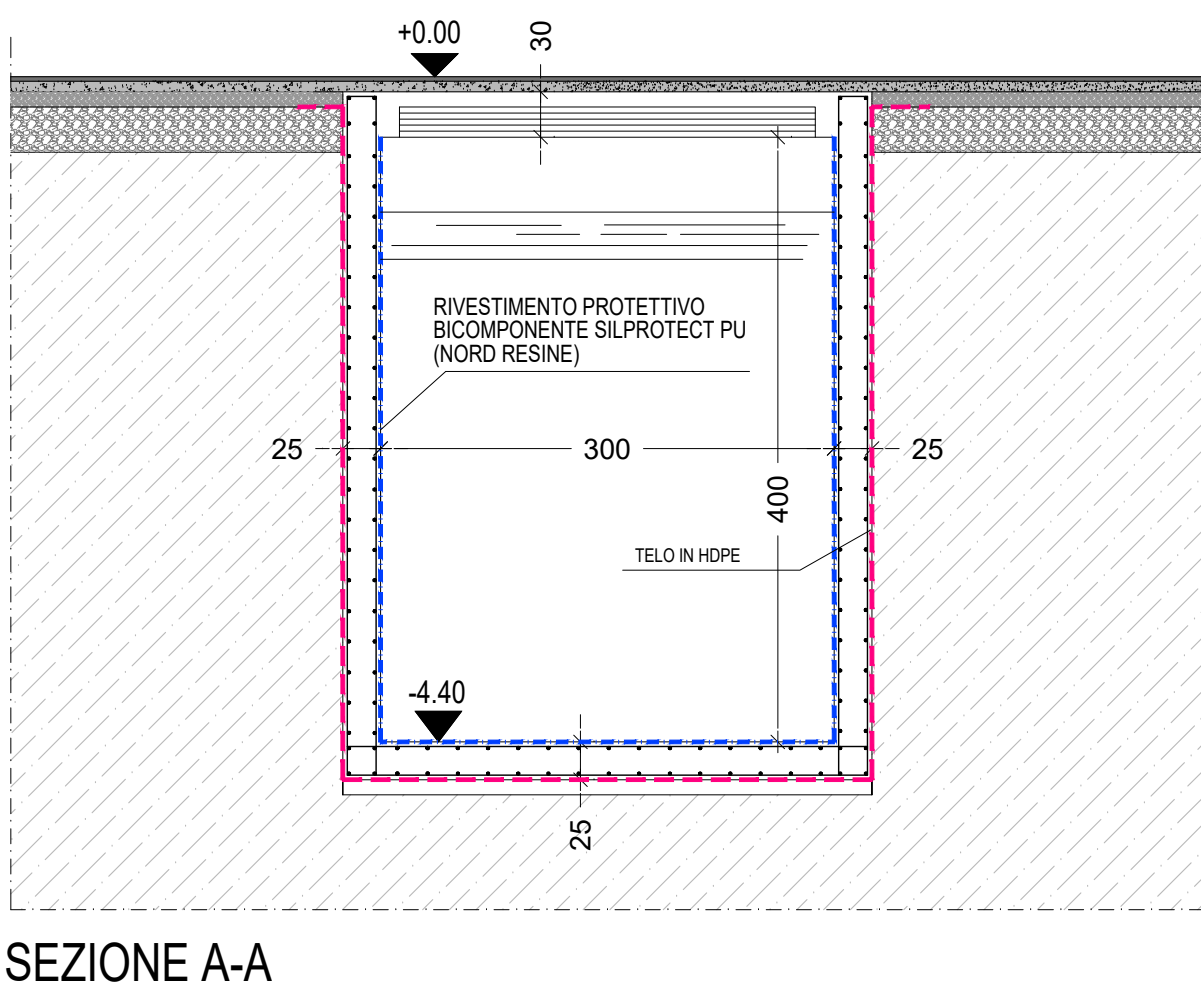 +0.00
30
RIVESTIMENTO PROTETTIVO
BICOMPONENTE SILPROTECT PU
(NORD RESINE)
25
300
25
400
TELO IN HDPE
-4.40
25
SEZIONE A-A